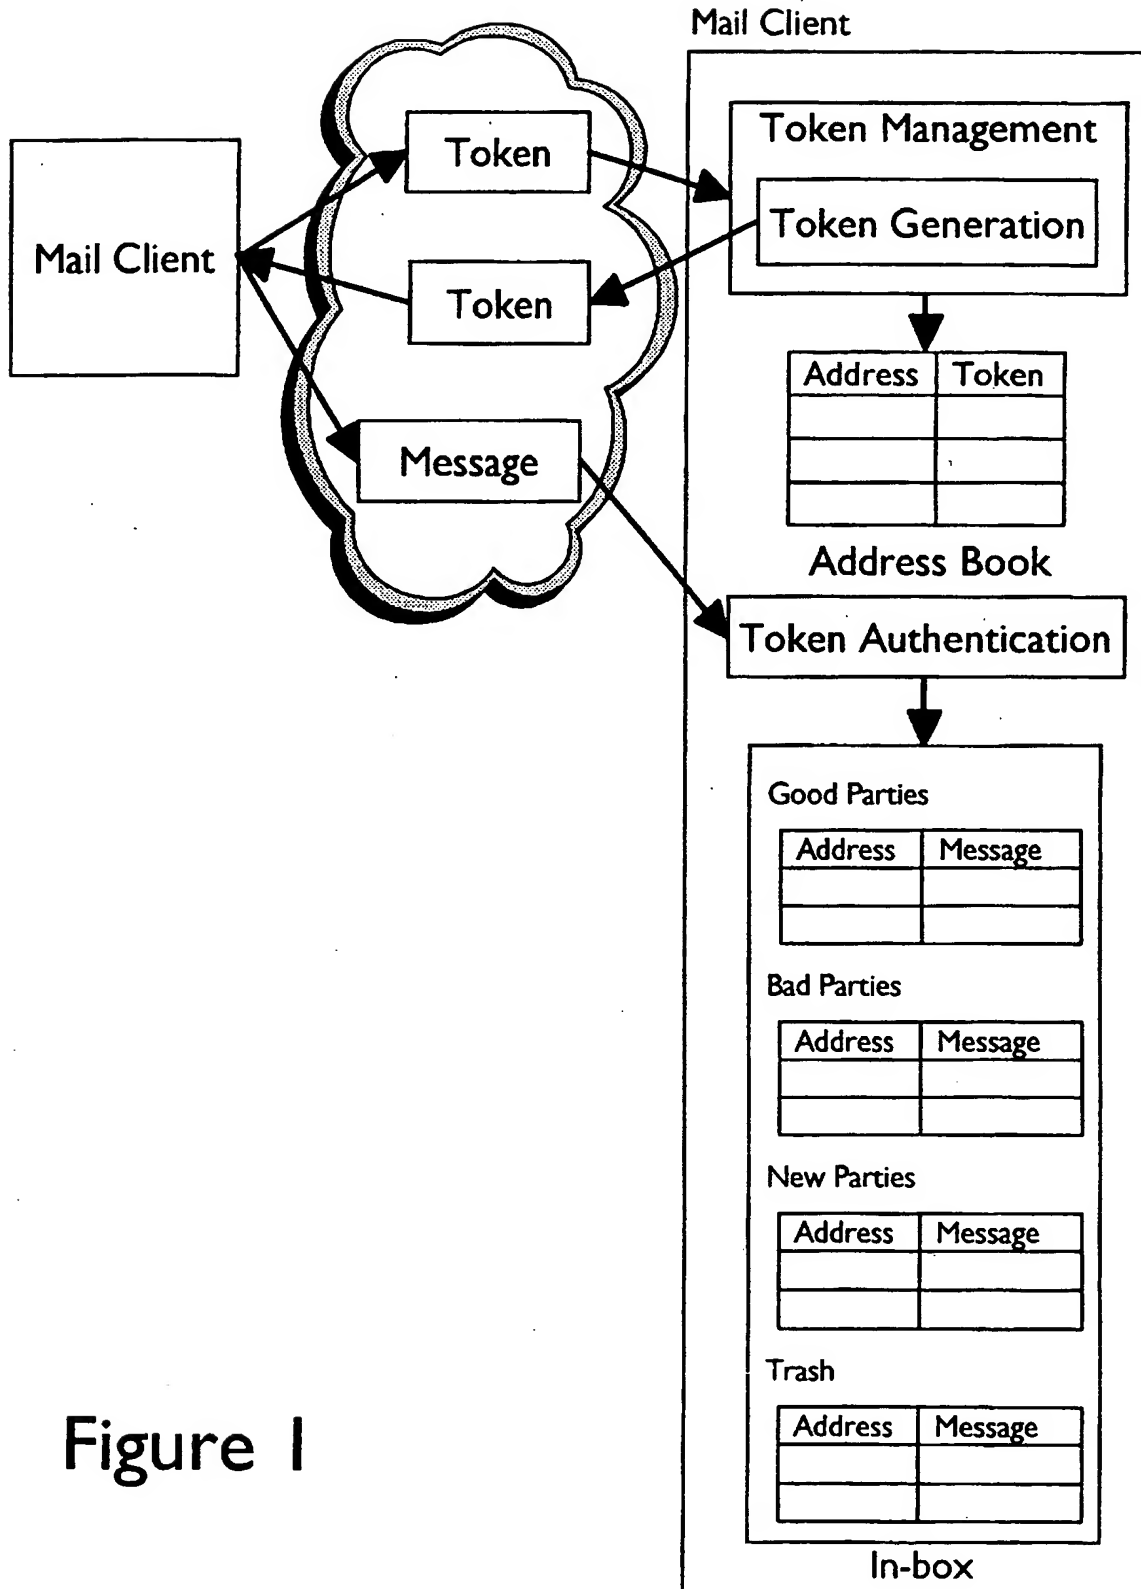 Mail Client
Token Management
Token
Token Generation
Mail Client
Token
Address Token
Message
Address Book
Token Authentication
Good Parties
Address Message
Bad Parties
Address Message
New Parties
Address Message
Trash
Address Message
Figure 1
In-box